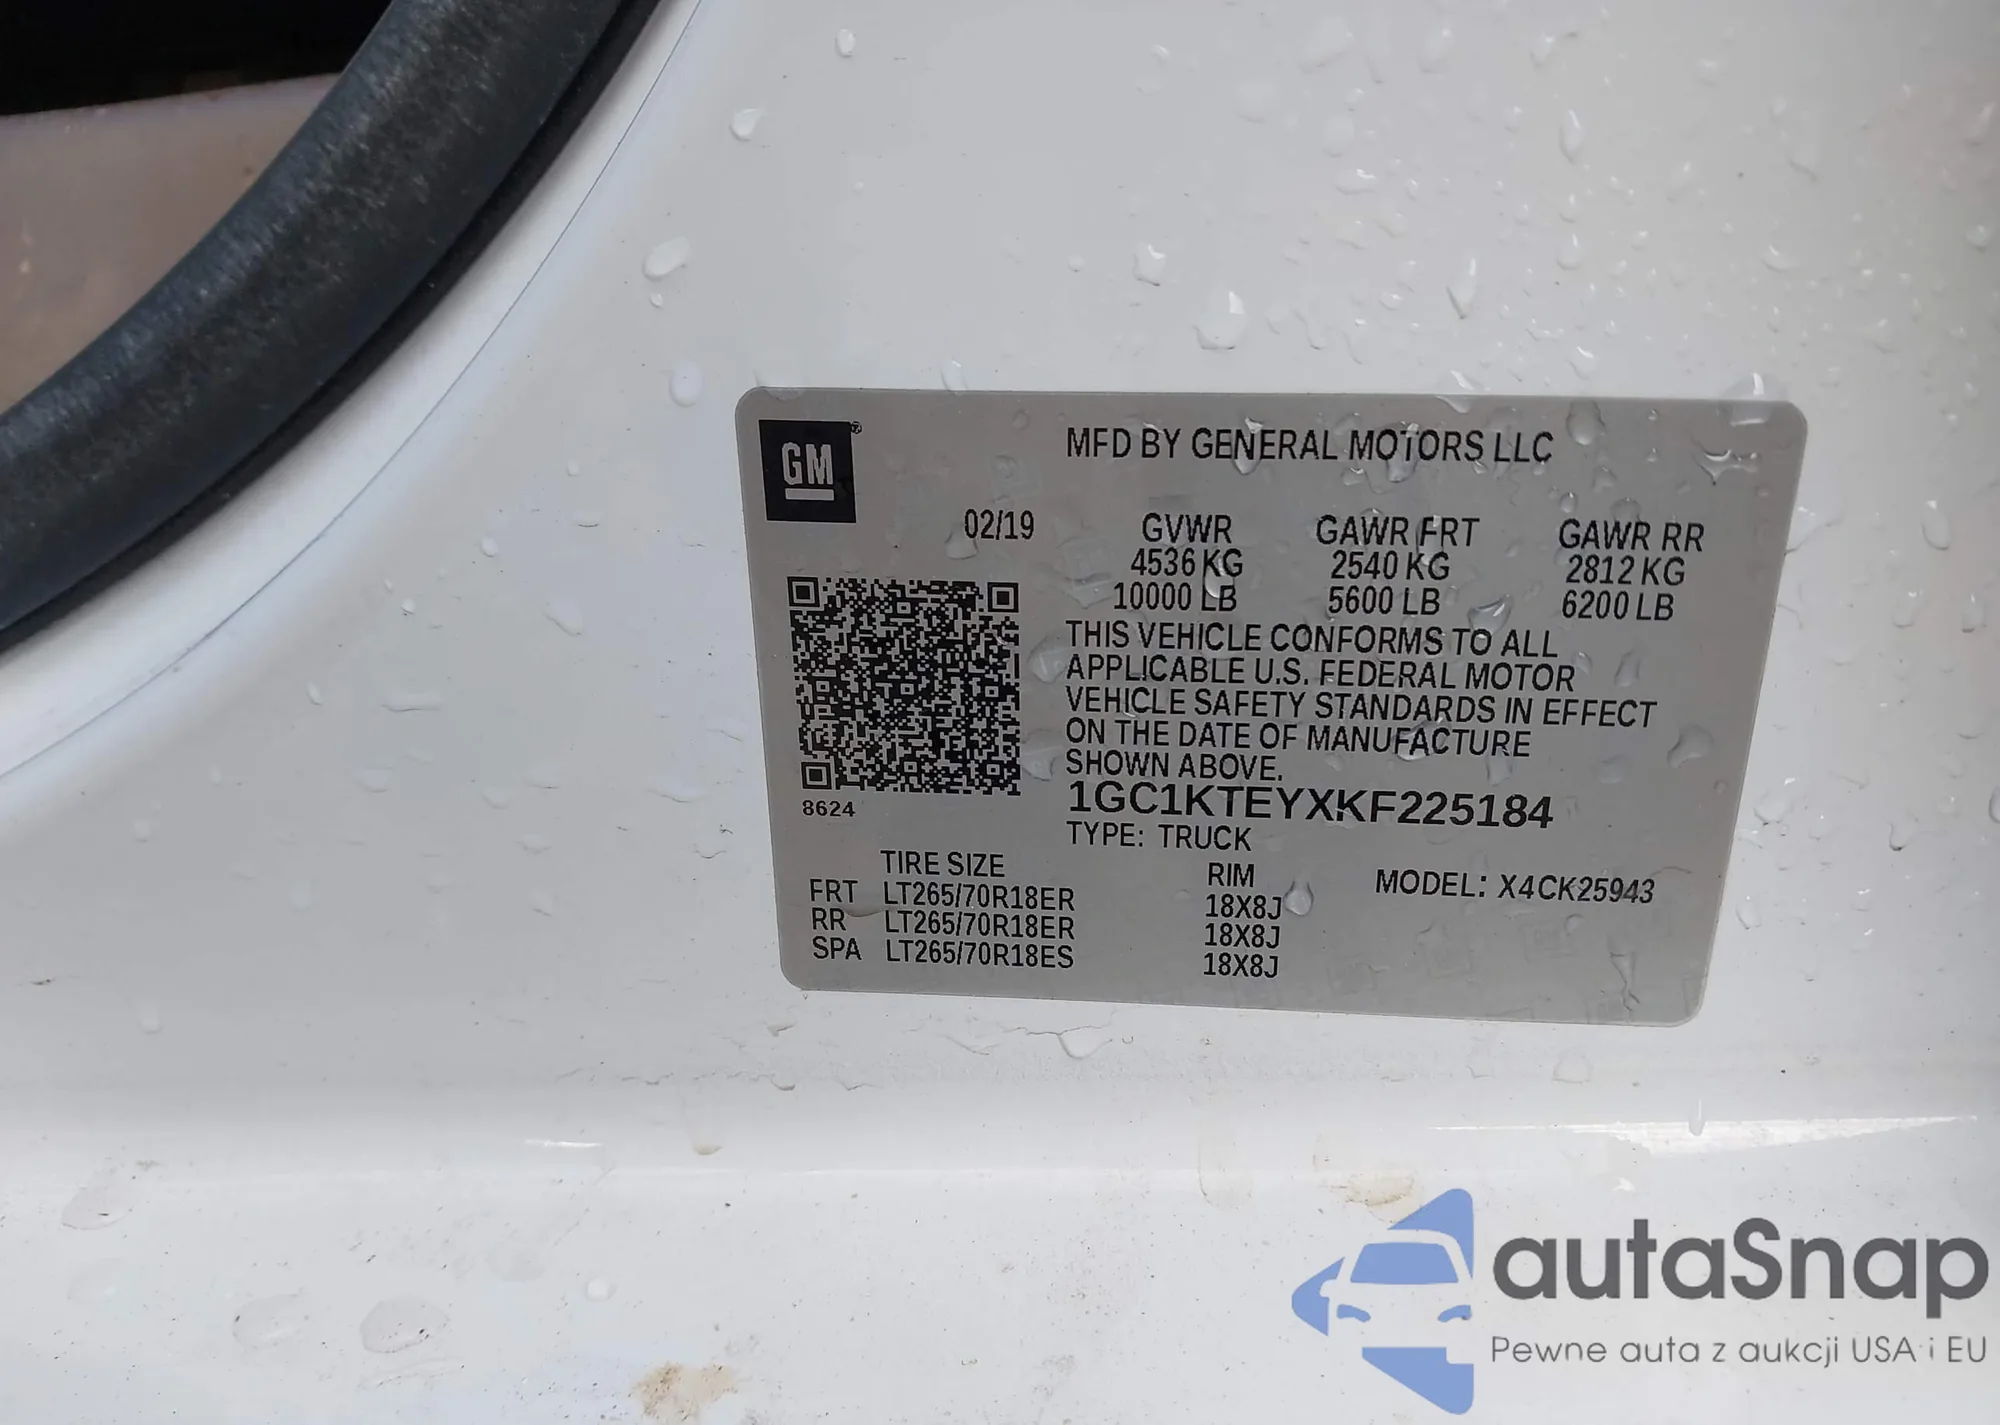 GM®
MFD BY GENERAL MOTORS LLC
02/19 GVWR GAWR FRT GAWR RR
4536 KG 2540 KG 2812 KG
10000 LB 5600 LB 6200 LB
THIS VEHICLE CONFORMS TO ALL
APPLICABLE U.S. FEDERAL MOTOR
VEHICLE SAFETY STANDARDS IN EFFECT
ON THE DATE OF MANUFACTURE
SHOWN ABOVE.
8624
1GC1KTEYXKF225184
TYPE: TRUCK
TIRE SIZE RIM MODEL: X4CK25943
FRT LT265/70R18ER 18X8J
RR LT265/70R18ER 18X8J
SPA LT265/70R18ES 18X8J
autaSnap
Pewne auta z aukcji USA i EU